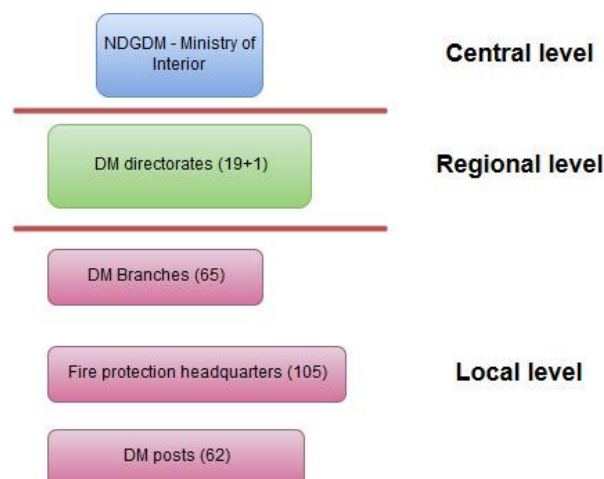 NDGDM - Ministry of
Interior
Central level
DM directorates (19+1)
Regional level
DM Branches (65)
Fire protection headquarters (105)
Local level
DM posts (62)